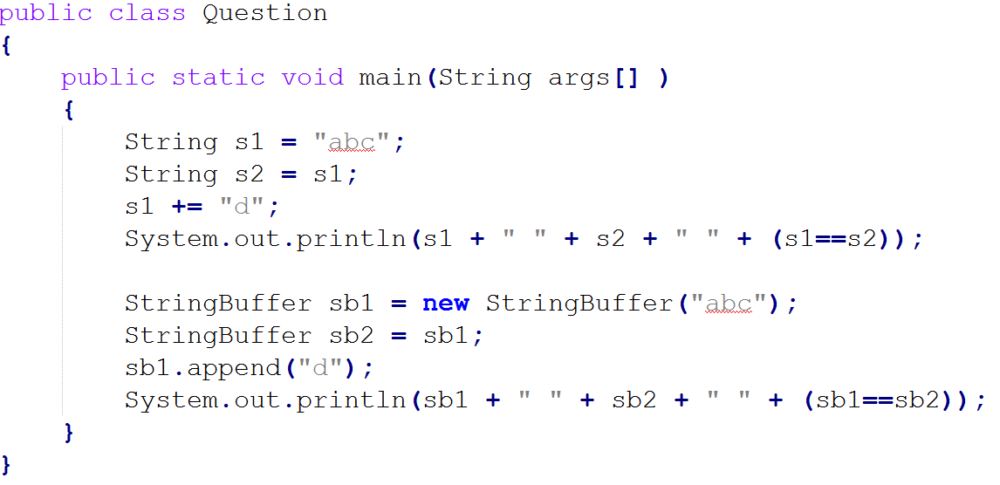 public class Question
{
    public static void main(String args[] )
    {
        String s1 = "abc";
        String s2 = s1;
        s1 += "d";
        System.out.println(s1 + " " + s2 + " " + (s1==s2));

        StringBuffer sb1 = new StringBuffer("abc");
        StringBuffer sb2 = sb1;
        sb1.append("d");
        System.out.println(sb1 + " " + sb2 + " " + (sb1==sb2));
    }
}